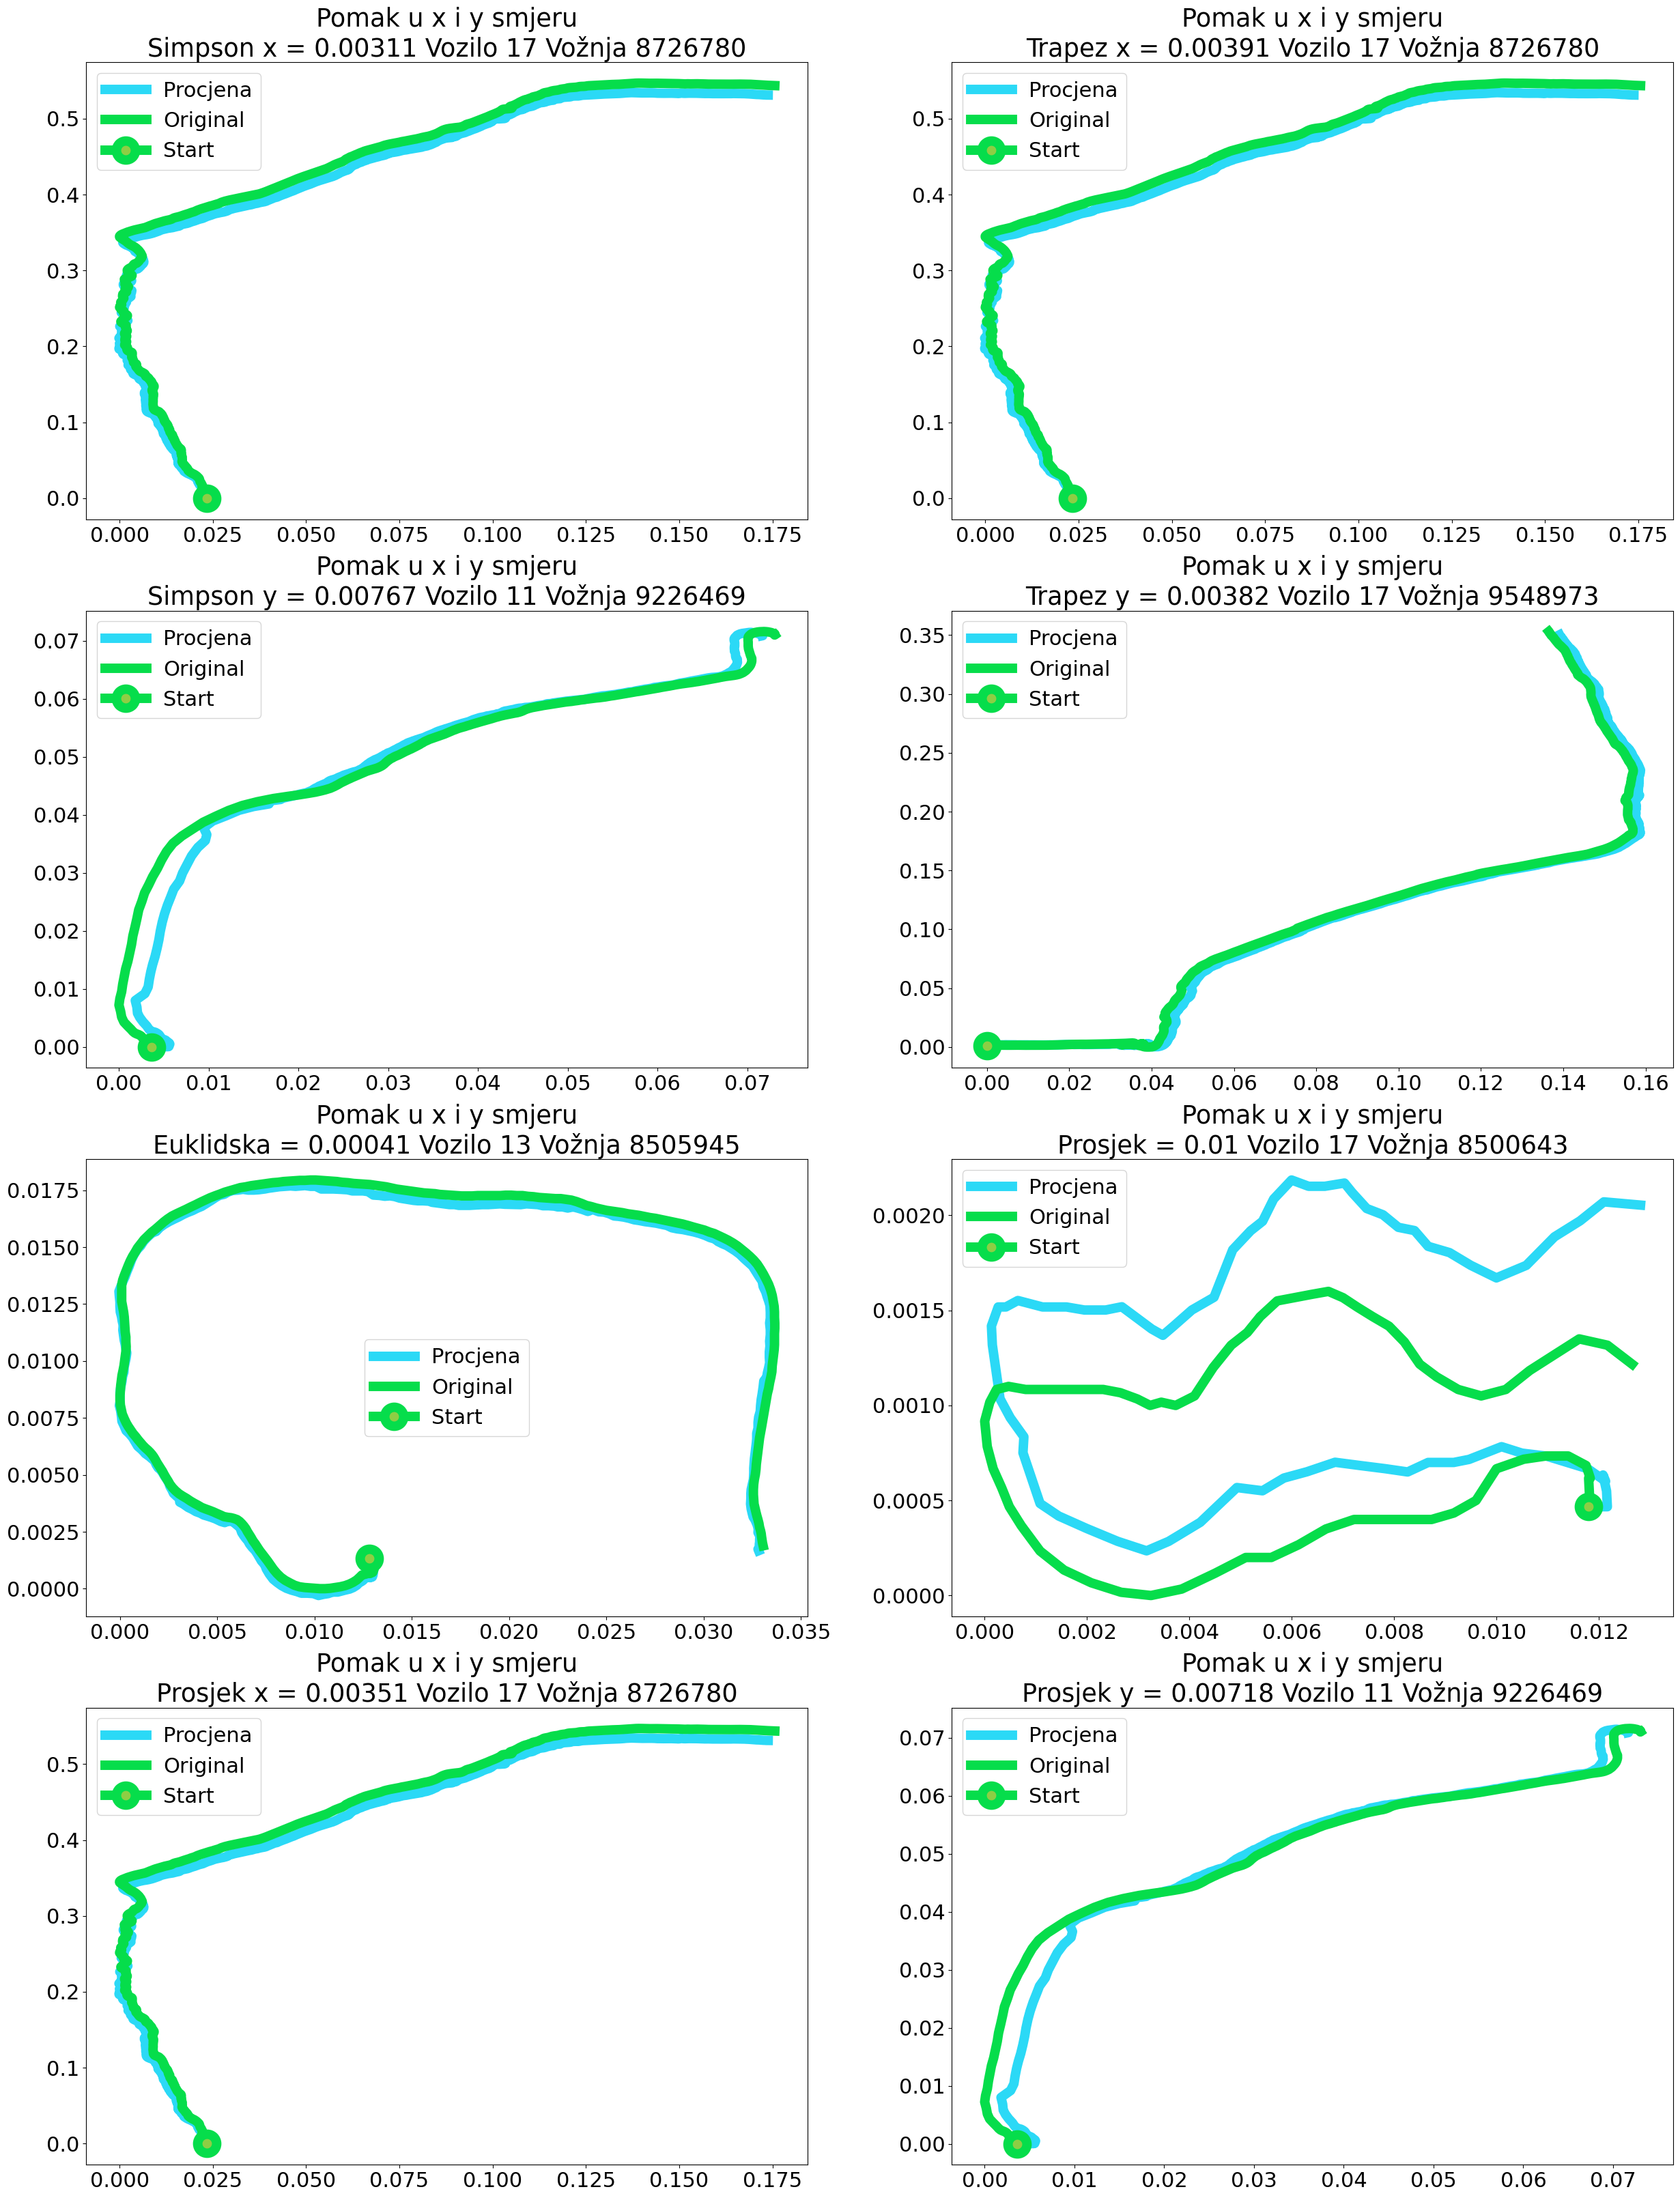 Pomak u x i y smjeru
Simpson x = 0.00311 Vozilo 17 Vožnja 8726780
Procjena
Original
Start
0.5
0.4
0.3
0.2
0.1
0.0
0.000 0.025 0.050 0.075 0.100 0.125 0.150 0.175
Pomak u x i y smjeru
Trapez x = 0.00391 Vozilo 17 Vožnja 8726780
Procjena
Original
Start
0.5
0.4
0.3
0.2
0.1
0.0
0.000 0.025 0.050 0.075 0.100 0.125 0.150 0.175
Pomak u x i y smjeru
Simpson y = 0.00767 Vozilo 11 Vožnja 9226469
Procjena
Original
Start
0.07
0.06
0.05
0.04
0.03
0.02
0.01
0.00
0.00 0.01 0.02 0.03 0.04 0.05 0.06 0.07
Pomak u x i y smjeru
Trapez y = 0.00382 Vozilo 17 Vožnja 9548973
Procjena
Original
Start
0.35
0.30
0.25
0.20
0.15
0.10
0.05
0.00
0.00 0.02 0.04 0.06 0.08 0.10 0.12 0.14 0.16
Pomak u x i y smjeru
Euklidska = 0.00041 Vozilo 13 Vožnja 8505945
Procjena
Original
Start
0.0175
0.0150
0.0125
0.0100
0.0075
0.0050
0.0025
0.0000
0.000 0.005 0.010 0.015 0.020 0.025 0.030 0.035
Pomak u x i y smjeru
Prosjek = 0.01 Vozilo 17 Vožnja 8500643
Procjena
Original
Start
0.0020
0.0015
0.0010
0.0005
0.0000
0.000 0.002 0.004 0.006 0.008 0.010 0.012
Pomak u x i y smjeru
Prosjek x = 0.00351 Vozilo 17 Vožnja 8726780
Procjena
Original
Start
0.5
0.4
0.3
0.2
0.1
0.0
0.000 0.025 0.050 0.075 0.100 0.125 0.150 0.175
Pomak u x i y smjeru
Prosjek y = 0.00718 Vozilo 11 Vožnja 9226469
Procjena
Original
Start
0.07
0.06
0.05
0.04
0.03
0.02
0.01
0.00
0.00 0.01 0.02 0.03 0.04 0.05 0.06 0.07